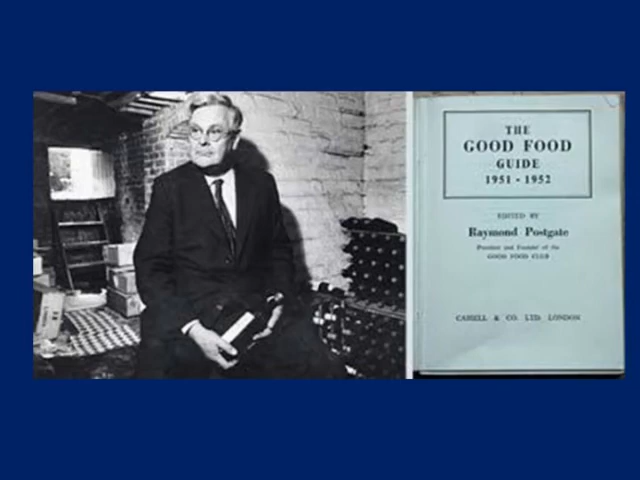 THE
GOOD FOOD
GUIDE
1951 - 1952
EDITED BY
Raymond Postgate
President and Founder of the
GOOD FOOD CLUB
CASSELL & CO. LTD. LONDON